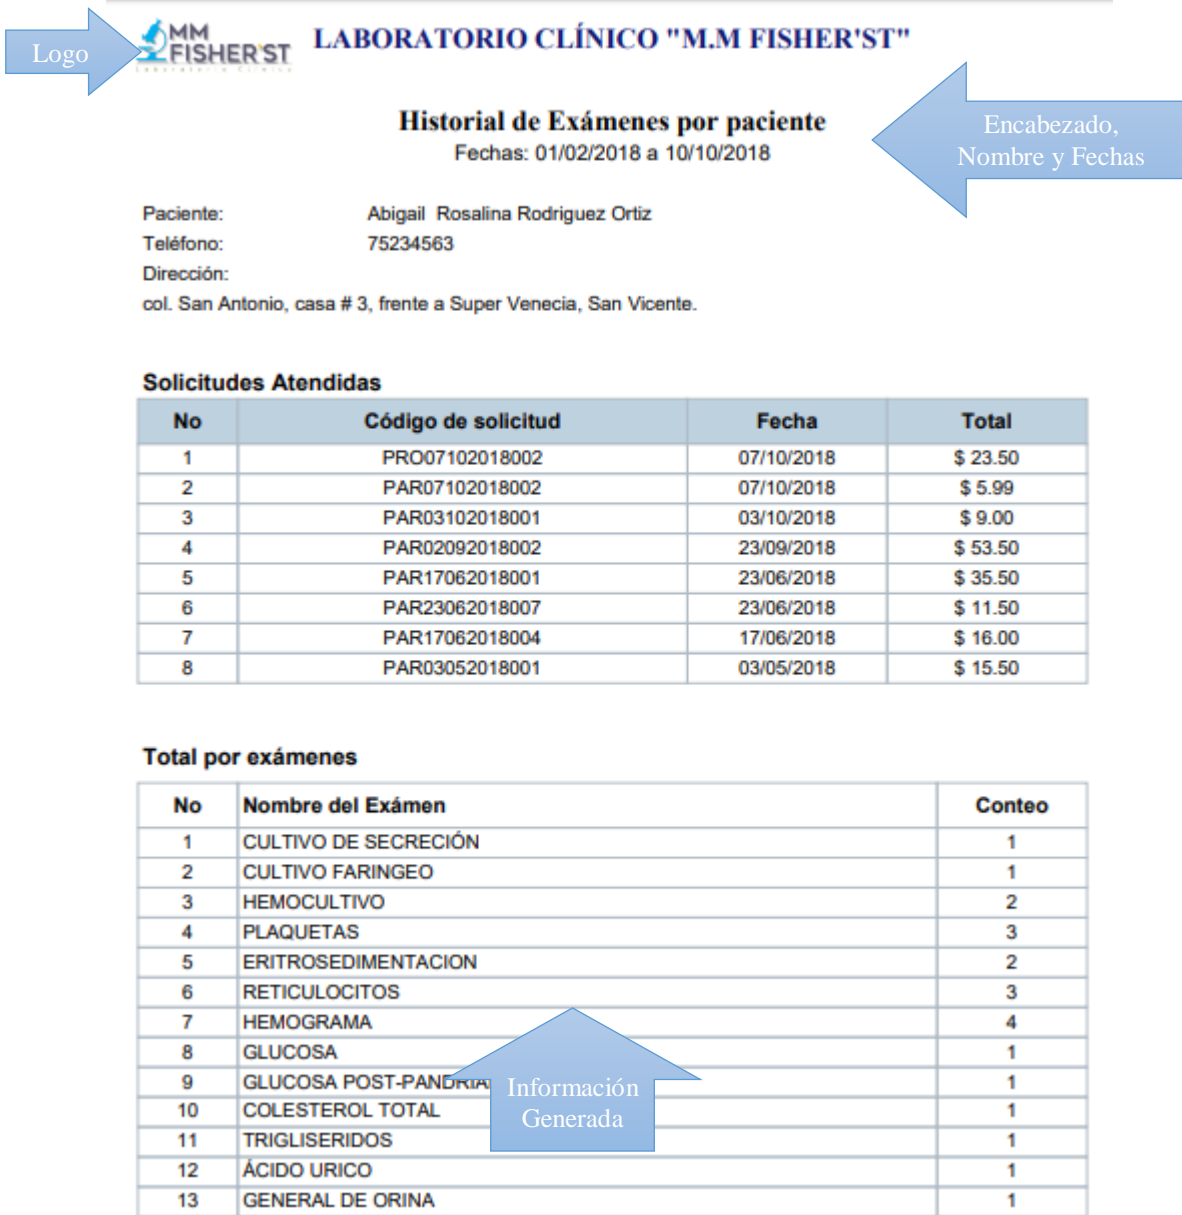 Logo
MM
FISHER'ST
Laboratorio Clínico
LABORATORIO CLÍNICO "M.M FISHER'ST"
Historial de Exámenes por paciente
Fechas: 01/02/2018 a 10/10/2018
Encabezado,
Nombre y Fechas
Paciente: Abigail Rosalina Rodriguez Ortiz
Teléfono: 75234563
Dirección:
col. San Antonio, casa # 3, frente a Super Venecia, San Vicente.
Solicitudes Atendidas
No Código de solicitud Fecha Total
1 PRO07102018002 07/10/2018 $ 23.50
2 PAR07102018002 07/10/2018 $ 5.99
3 PAR03102018001 03/10/2018 $ 9.00
4 PAR02092018002 23/09/2018 $ 53.50
5 PAR17062018001 23/06/2018 $ 35.50
6 PAR23062018007 23/06/2018 $ 11.50
7 PAR17062018004 17/06/2018 $ 16.00
8 PAR03052018001 03/05/2018 $ 15.50
Total por exámenes
No Nombre del Exámen Conteo
1 CULTIVO DE SECRECIÓN 1
2 CULTIVO FARINGEO 1
3 HEMOCULTIVO 2
4 PLAQUETAS 3
5 ERITROSEDIMENTACION 2
6 RETICULOCITOS 3
7 HEMOGRAMA 4
8 GLUCOSA 1
9 GLUCOSA 1
10 COLESTEROL TOTAL 1
11 TRIGLISERIDOS 1
12 ÁCIDO URICO 1
13 GENERAL DE ORINA 1
Información
Generada